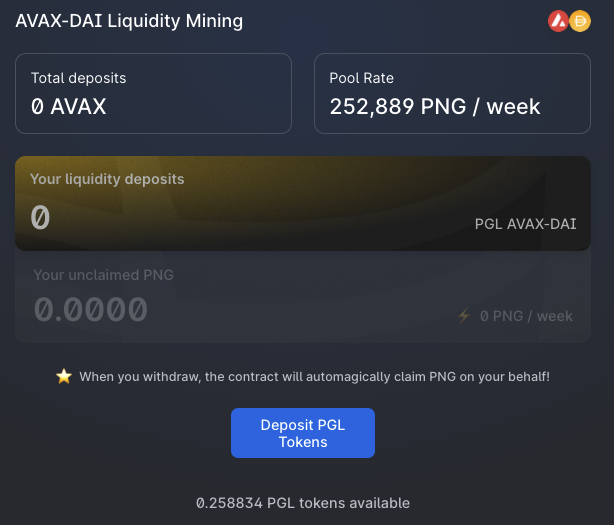 AVAX-DAI Liquidity Mining
Total deposits
0 AVAX
Pool Rate
252,889 PNG / week
Your liquidity deposits
0
PGL AVAX-DAI
Your unclaimed PNG
0.0000
⚡ 0 PNG / week
⭐ When you withdraw, the contract will automagically claim PNG on your behalf!
Deposit PGL
Tokens
0.258834 PGL tokens available